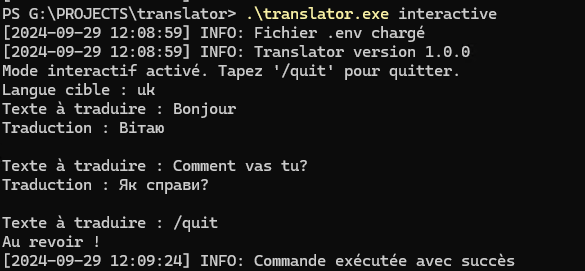 PS G:\PROJECTS\translator> .\translator.exe interactive
[2024-09-29 12:08:59] INFO: Fichier .env chargé
[2024-09-29 12:08:59] INFO: Translator version 1.0.0
Mode interactif activé. Tapez '/quit' pour quitter.
Langue cible : uk
Texte à traduire : Bonjour
Traduction : Вітаю
Texte à traduire : Comment vas tu?
Traduction : Як справи?
Texte à traduire : /quit
Au revoir !
[2024-09-29 12:09:24] INFO: Commande exécutée avec succès